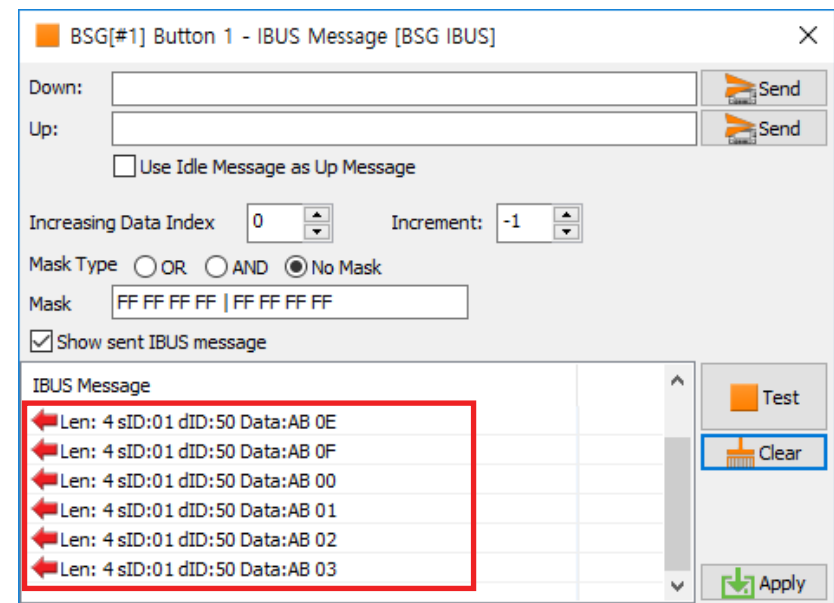 BSG[#1] Button 1 - IBUS Message [BSG IBUS]
Down: Send
Up: Send
Use Idle Message as Up Message
Increasing Data Index 0 Increment: -1
Mask Type OR AND No Mask
Mask FF FF FF FF | FF FF FF FF
Show sent IBUS message
IBUS Message
Test
Len: 4 sID:01 dID:50 Data:AB 0E
Len: 4 sID:01 dID:50 Data:AB 0F
Clear
Len: 4 sID:01 dID:50 Data:AB 00
Len: 4 sID:01 dID:50 Data:AB 01
Len: 4 sID:01 dID:50 Data:AB 02
Len: 4 sID:01 dID:50 Data:AB 03
Apply